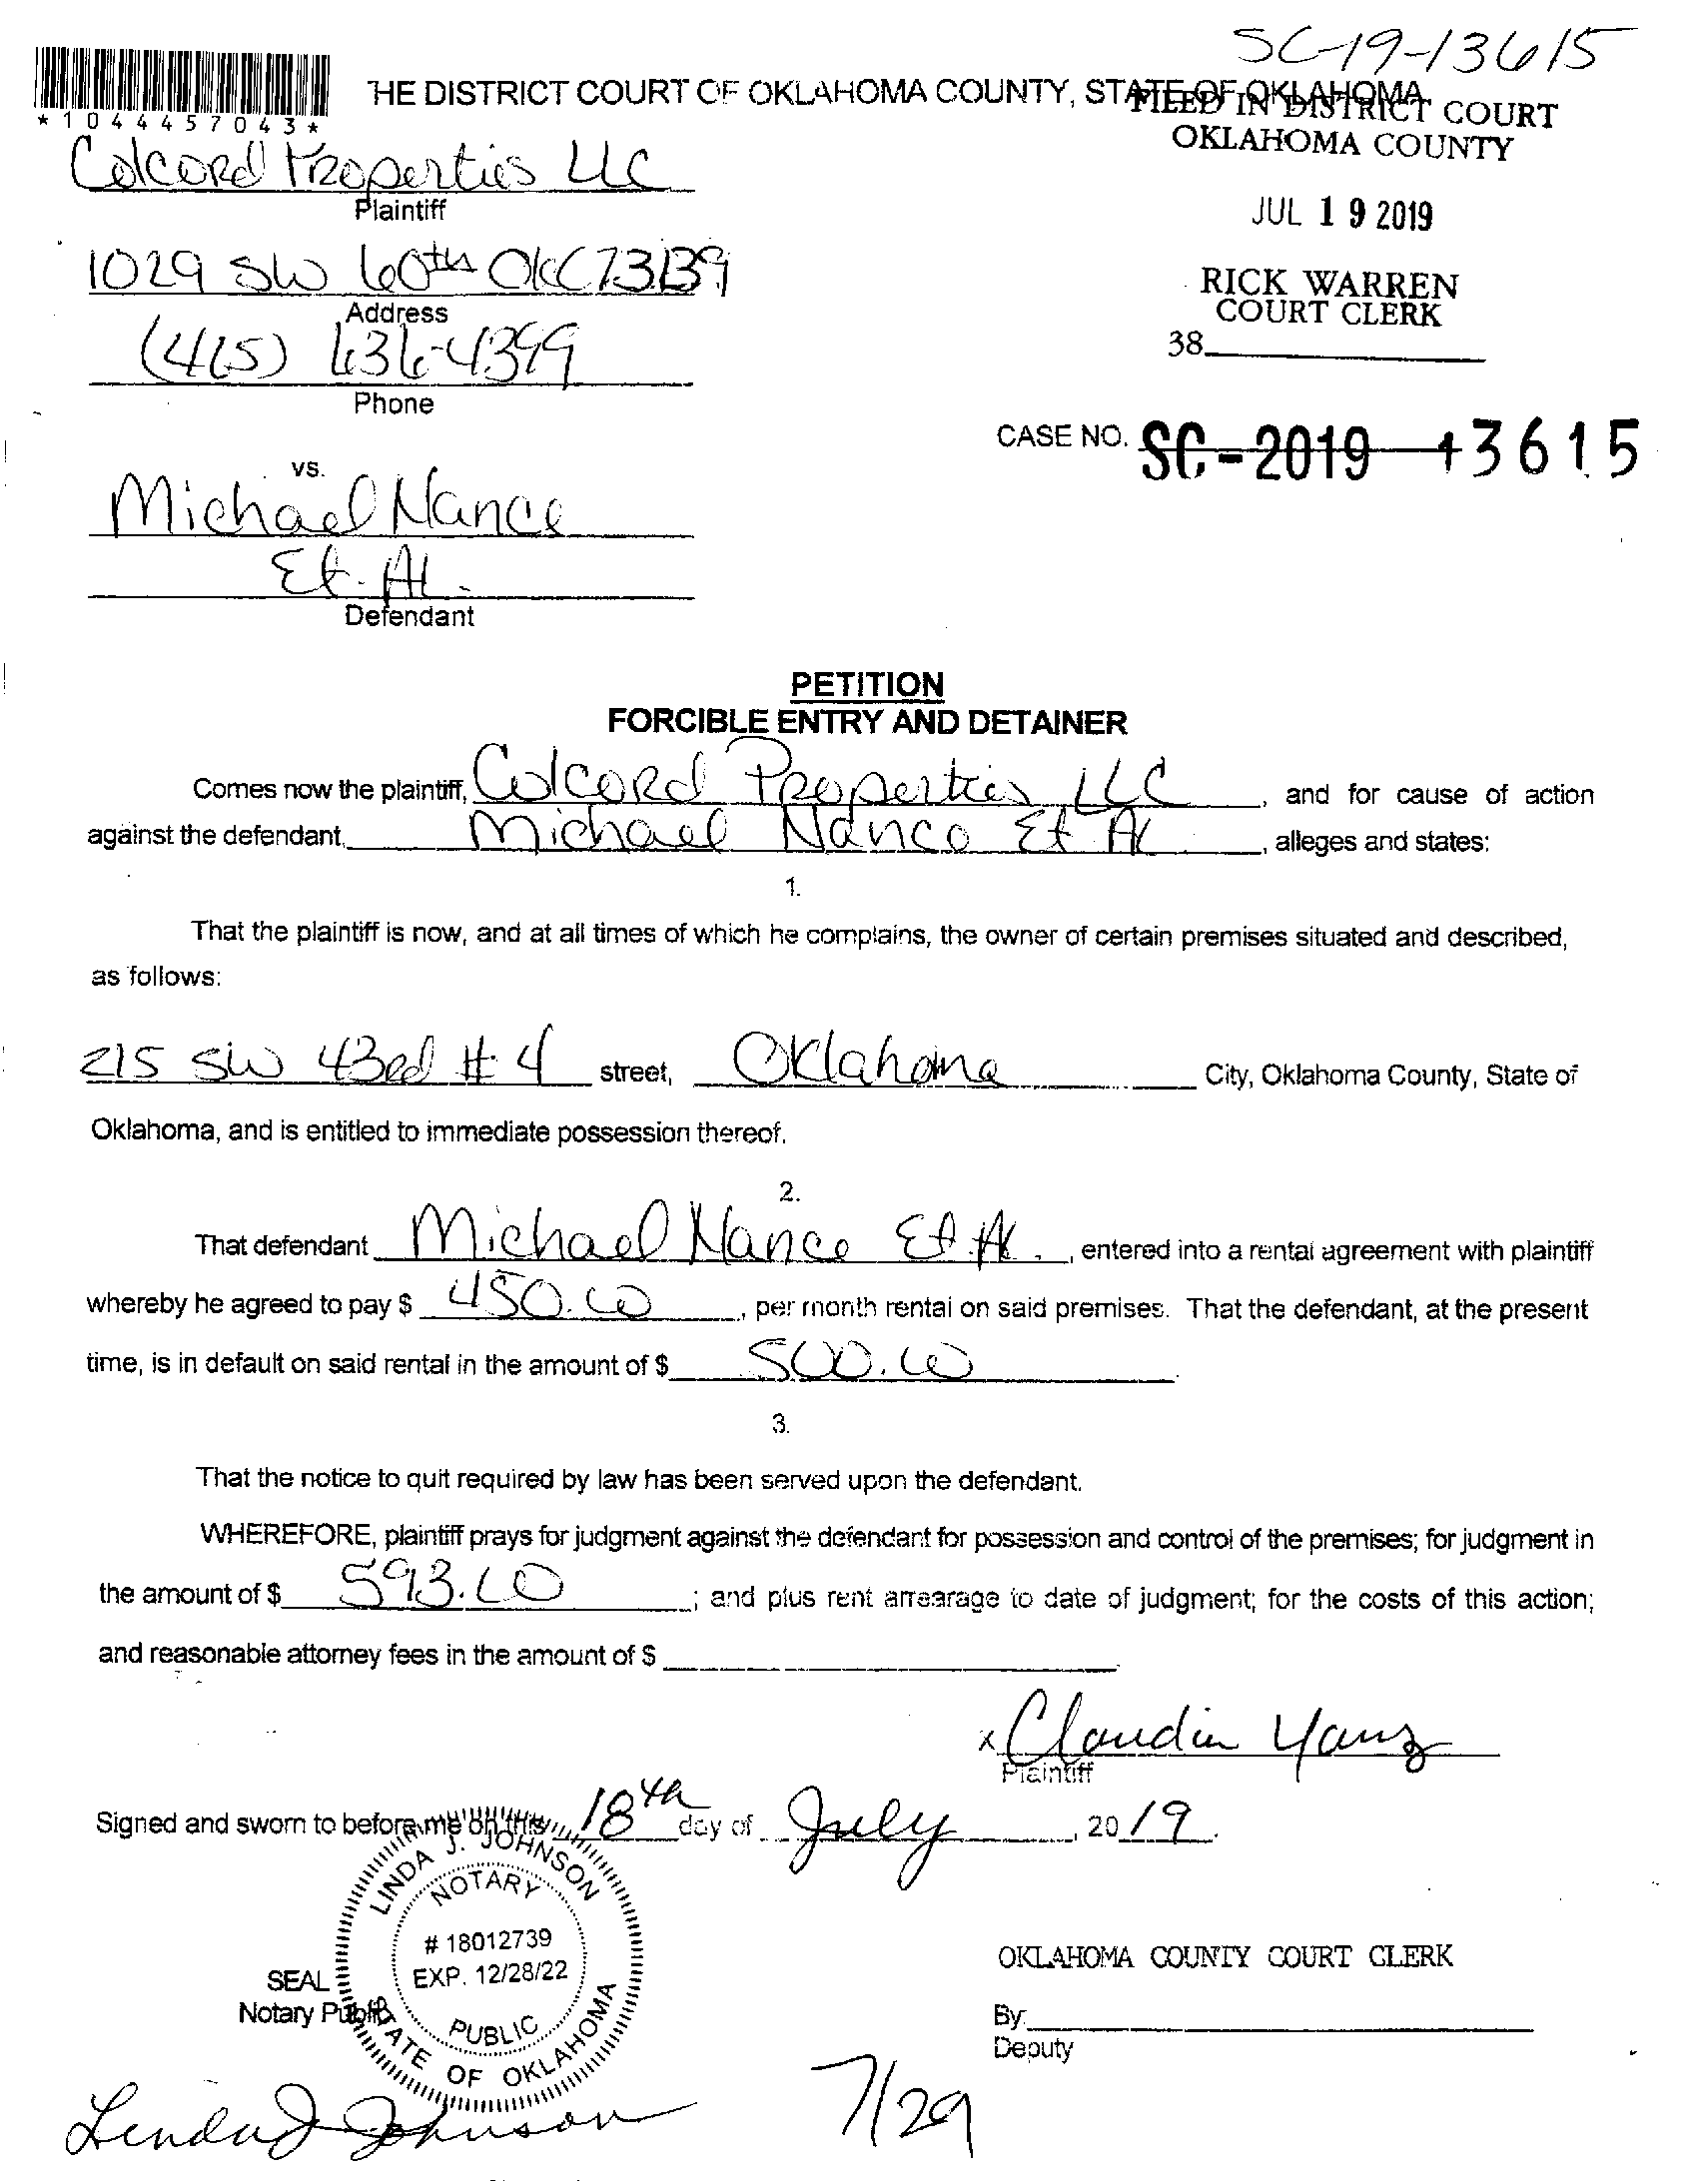 SC-19-13615
THE DISTRICT COURT OF OKLAHOMA COUNTY, STATE OF OKLAHOMA
FILED IN DISTRICT COURT
OKLAHOMA COUNTY
*1044457043*
Colcord Properties LLC
Plaintiff
JUL 19 2019
1029 SW 60th OKC 73139
Address
RICK WARREN
COURT CLERK
38
(405) 636-4399
Phone
CASE NO. SC-2019-13615
vs.
Michael Nance
Et. Al.
Defendant
PETITION
FORCIBLE ENTRY AND DETAINER
Comes now the plaintiff, Colcord Properties LLC, and for cause of action
against the defendant, Michael Nance Et Al, alleges and states:
1.
That the plaintiff is now, and at all times of which he complains, the owner of certain premises situated and described,
as follows:
215 SW 43rd #4 street, Oklahoma City, Oklahoma County, State of
Oklahoma, and is entitled to immediate possession thereof.
2.
That defendant Michael Nance Et Al., entered into a rental agreement with plaintiff
whereby he agreed to pay $ 450.00, per month rental on said premises. That the defendant, at the present
time, is in default on said rental in the amount of $ 500.00.
3.
That the notice to quit required by law has been served upon the defendant.
WHEREFORE, plaintiff prays for judgment against the defendant for possession and control of the premises; for judgment in
the amount of $ 593.00; and plus rent arrearage to date of judgment; for the costs of this action;
and reasonable attorney fees in the amount of $
x Claudia Yanz
Plaintiff
Signed and sworn to before me on this 18th day of July, 2019.
LINDA J. JOHNSON
NOTARY
# 18012739
EXP. 12/28/22
PUBLIC
STATE OF OKLAHOMA
SEAL
Notary Public
OKLAHOMA COUNTY COURT CLERK
By:
Deputy
Linda J Johnson
7/29